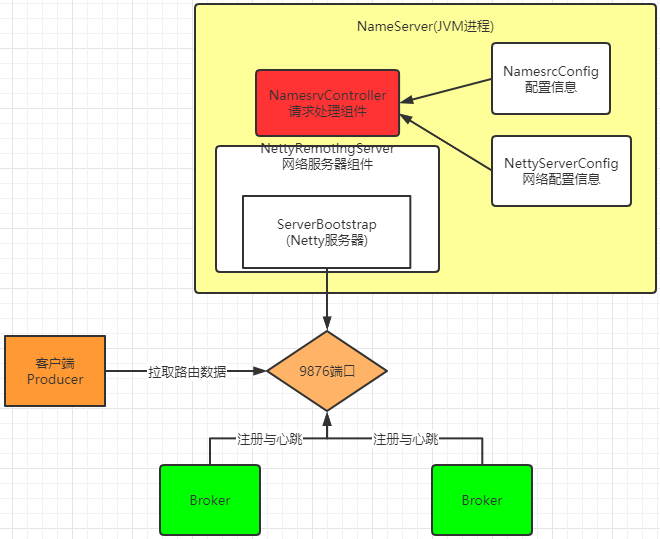 NameServer(JVM进程)
NamesrcConfig
配置信息
NamesrvController
请求处理组件
NettyRemotingServer
网络服务器组件
NettyServerConfig
网络配置信息
ServerBootstrap
(Netty服务器)
客户端
Producer
拉取路由数据
9876端口
注册与心跳
注册与心跳
Broker
Broker